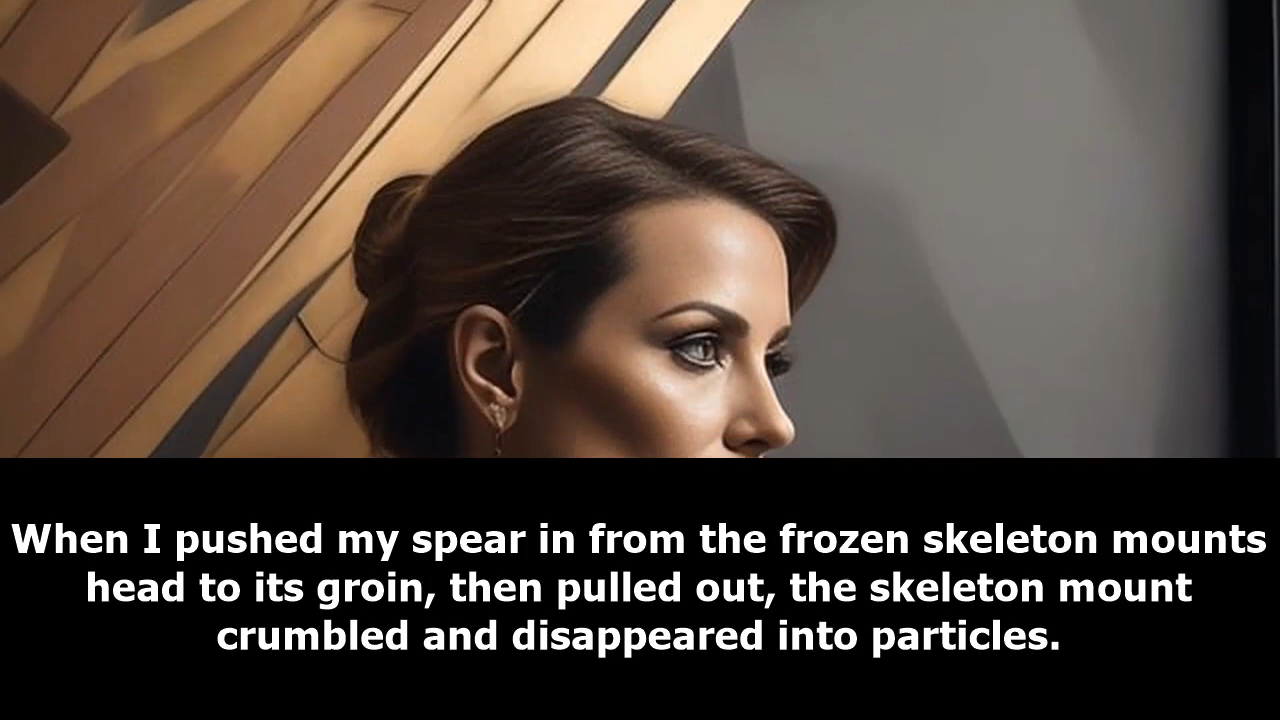 When I pushed my spear in from the frozen skeleton mounts
head to its groin, then pulled out, the skeleton mount
crumbled and disappeared into particles.